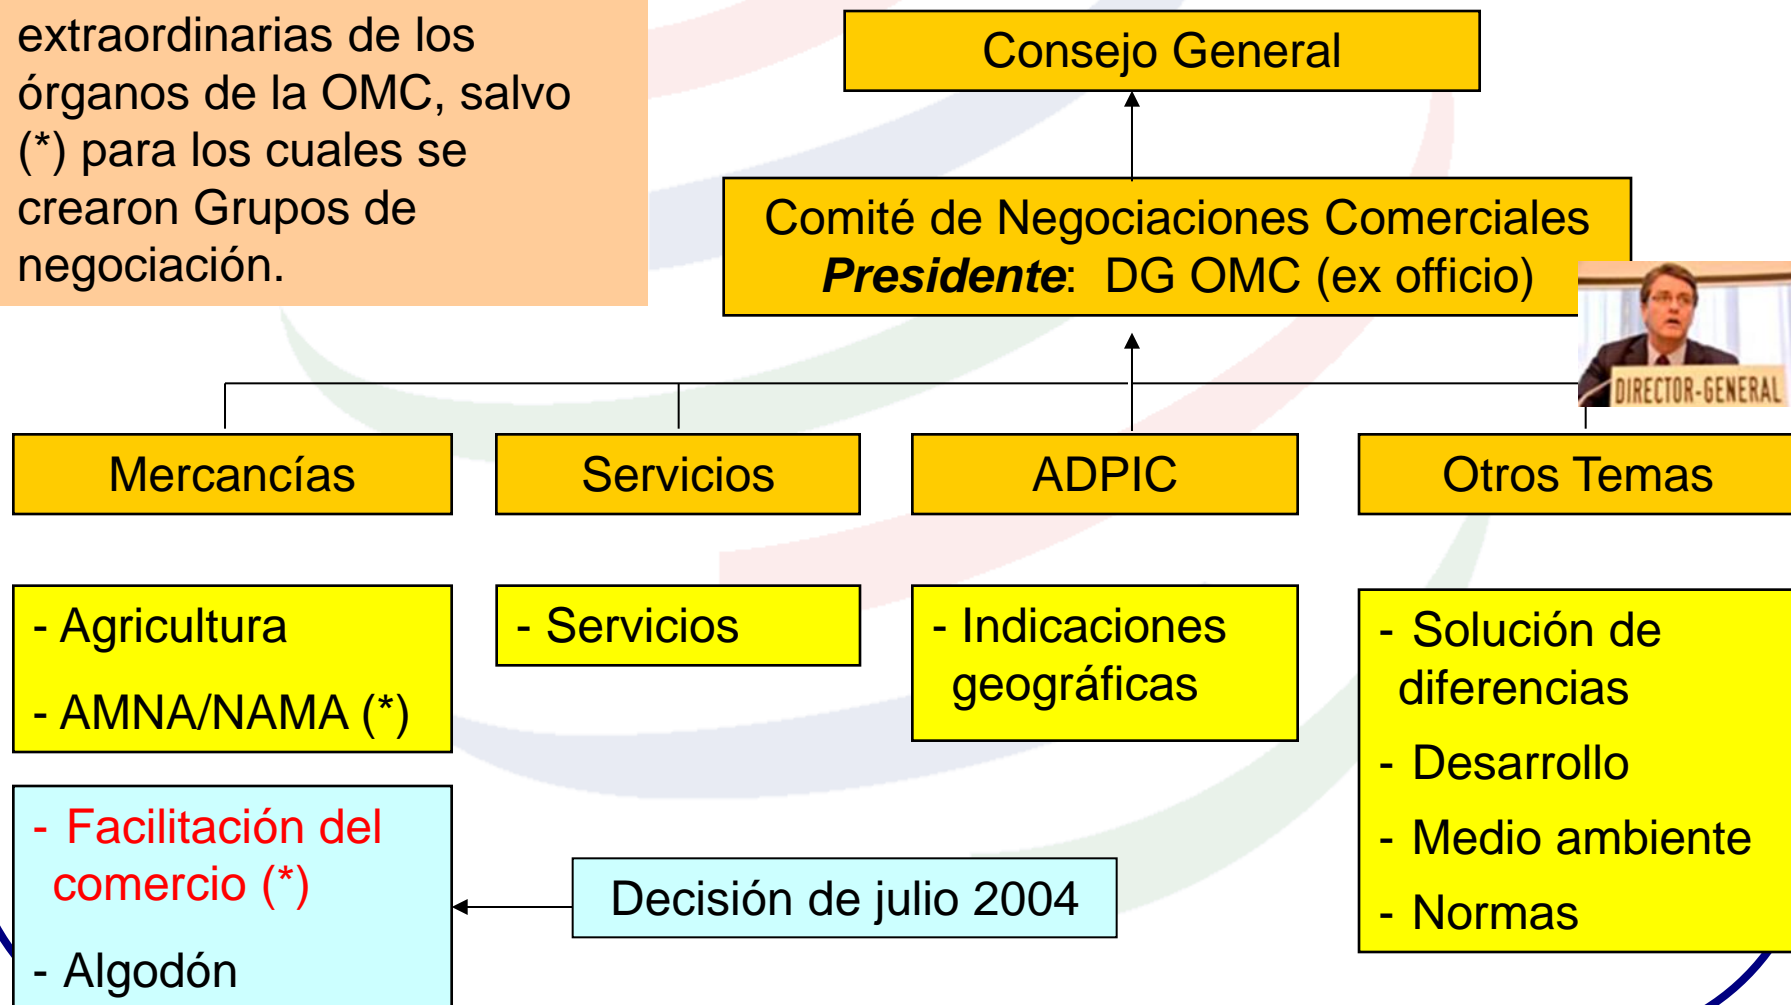 extraordinarias de los
órganos de la OMC, salvo
(*) para los cuales se
crearon Grupos de
negociación.
Consejo General
Comité de Negociaciones Comerciales
Presidente: DG OMC (ex officio)
DIRECTOR-GENERAL
Mercancías
Servicios
ADPIC
Otros Temas
- Agricultura
- AMNA/NAMA (*)
- Servicios
- Indicaciones
geográficas
- Solución de
diferencias
- Desarrollo
- Medio ambiente
- Normas
- Facilitación del
comercio (*)
- Algodón
Decisión de julio 2004